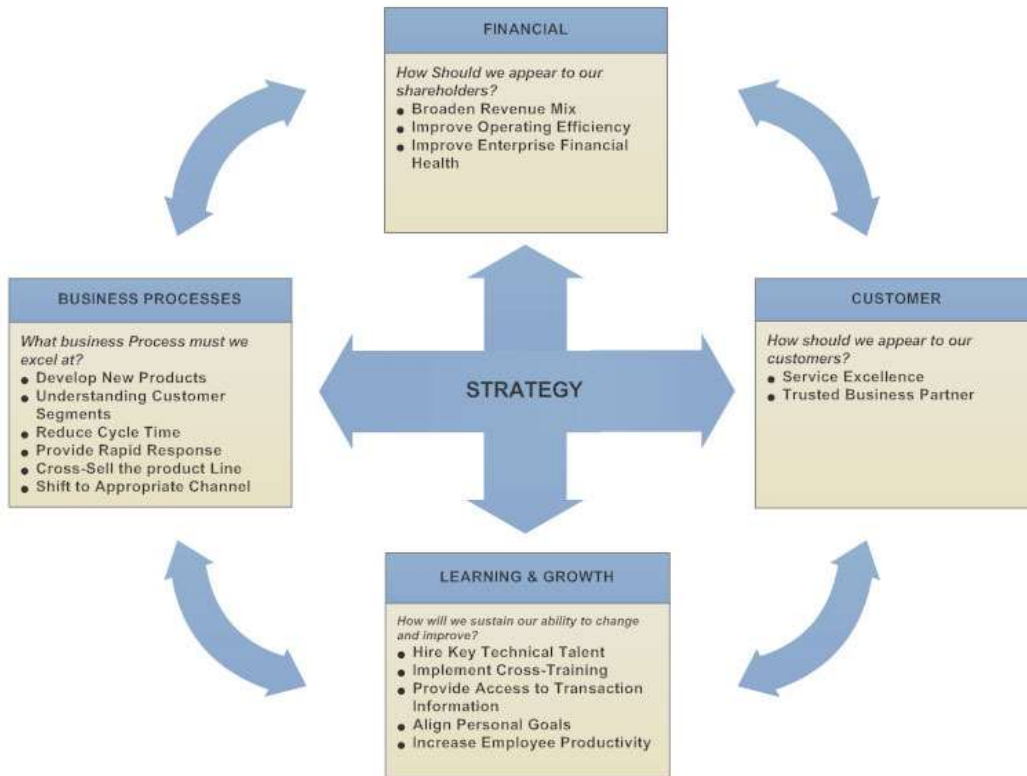 FINANCIAL
How Should we appear to our
shareholders?
● Broaden Revenue Mix
● Improve Operating Efficiency
● Improve Enterprise Financial
Health
BUSINESS PROCESSES
What business Process must we
excel at?
● Develop New Products
● Understanding Customer
Segments
● Reduce Cycle Time
● Provide Rapid Response
● Cross-Sell the product Line
● Shift to Appropriate Channel
STRATEGY
CUSTOMER
How should we appear to our
customers?
● Service Excellence
● Trusted Business Partner
LEARNING & GROWTH
How will we sustain our ability to change
and improve?
● Hire Key Technical Talent
● Implement Cross-Training
● Provide Access to Transaction
Information
● Align Personal Goals
● Increase Employee Productivity